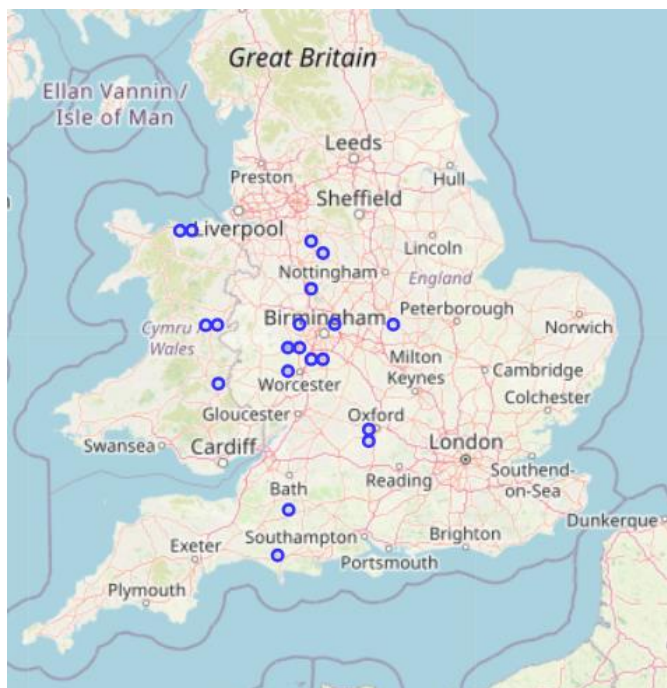 Great Britain
Ellan Vannin /
Isle of Man
Leeds
Preston
Hull
Sheffield
Liverpool
Lincoln
Nottingham
England
Peterborough
Birmingham
Norwich
Cymru /
Wales
Milton
Keynes
Cambridge
Worcester
Colchester
Gloucester
Oxford
Swansea
Cardiff
London
Southend-
on-Sea
Reading
Bath
Dunkerque
Southampton
Brighton
Exeter
Portsmouth
Plymouth